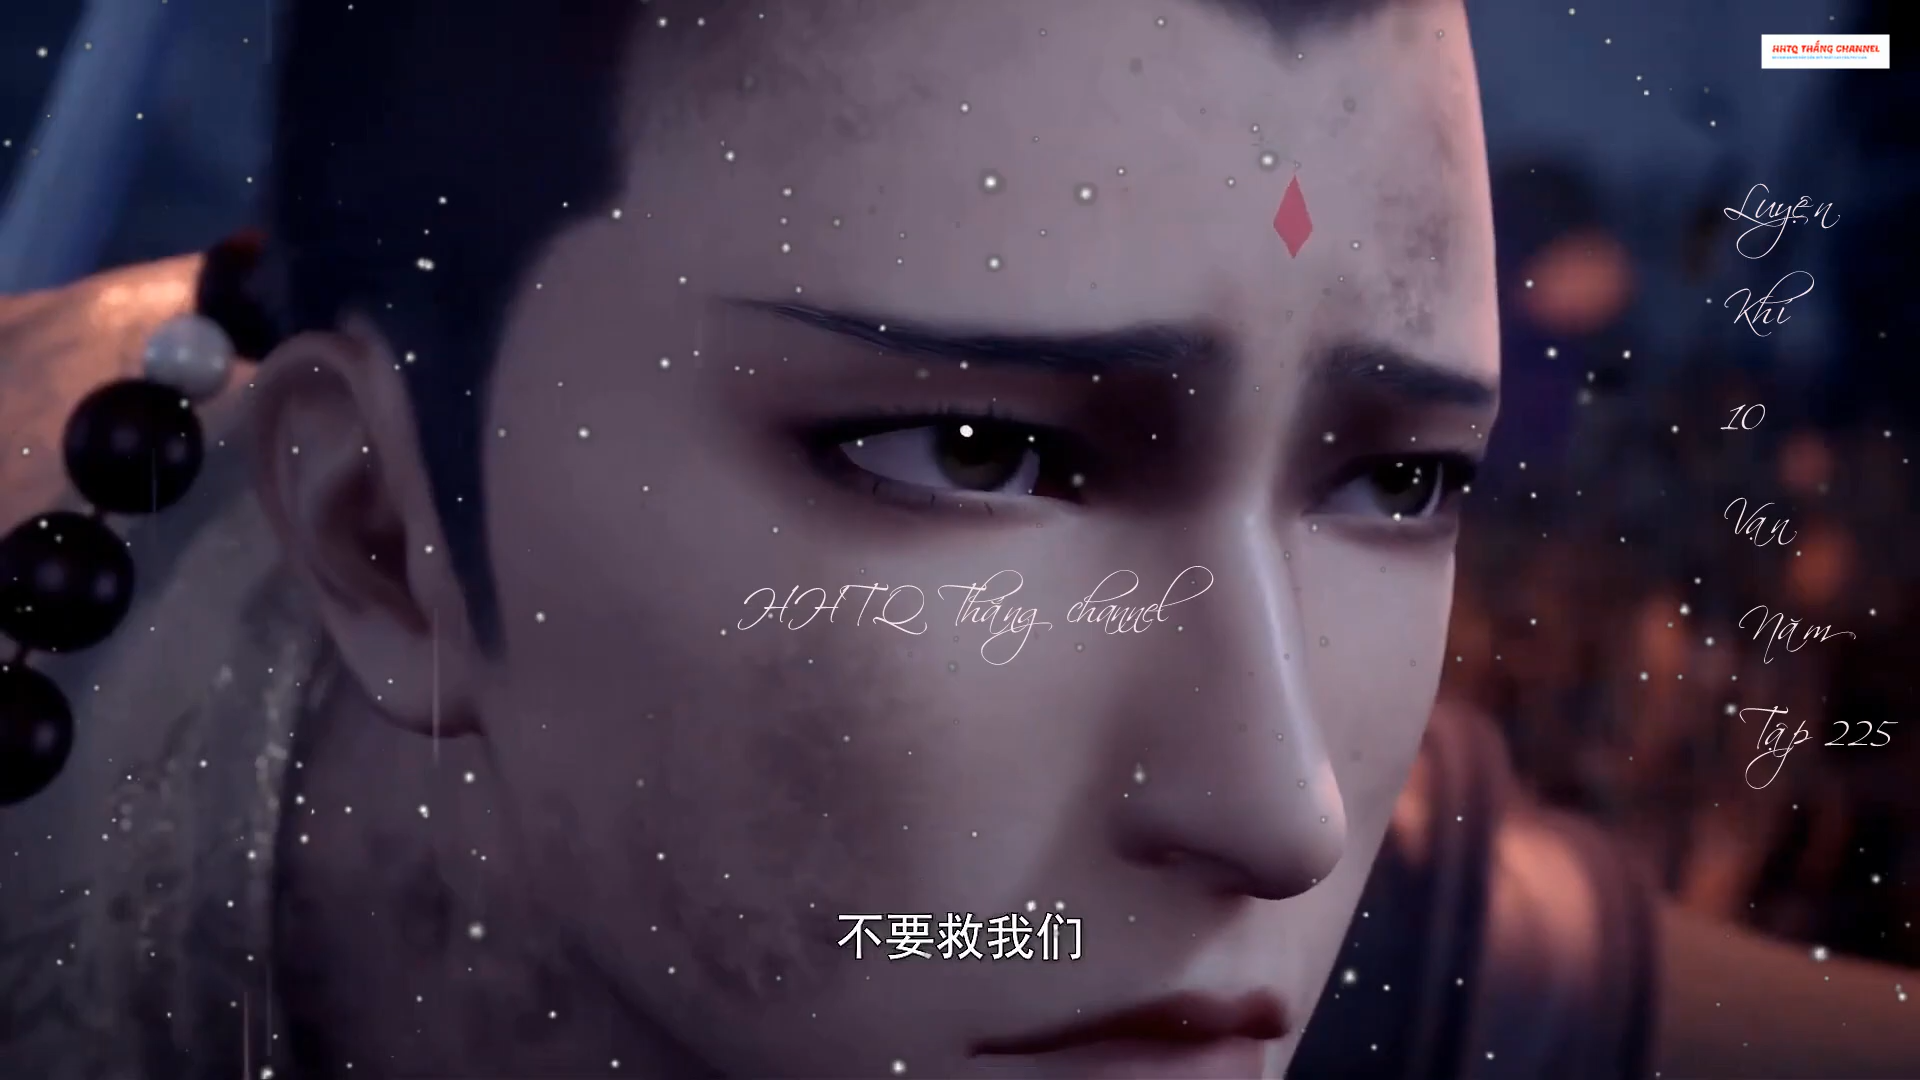 HHTQ THẮNG CHANNEL
Luyện
Khí
10
Vạn
Năm
Tập 225
HHTQ Thắng channel
不要救我们